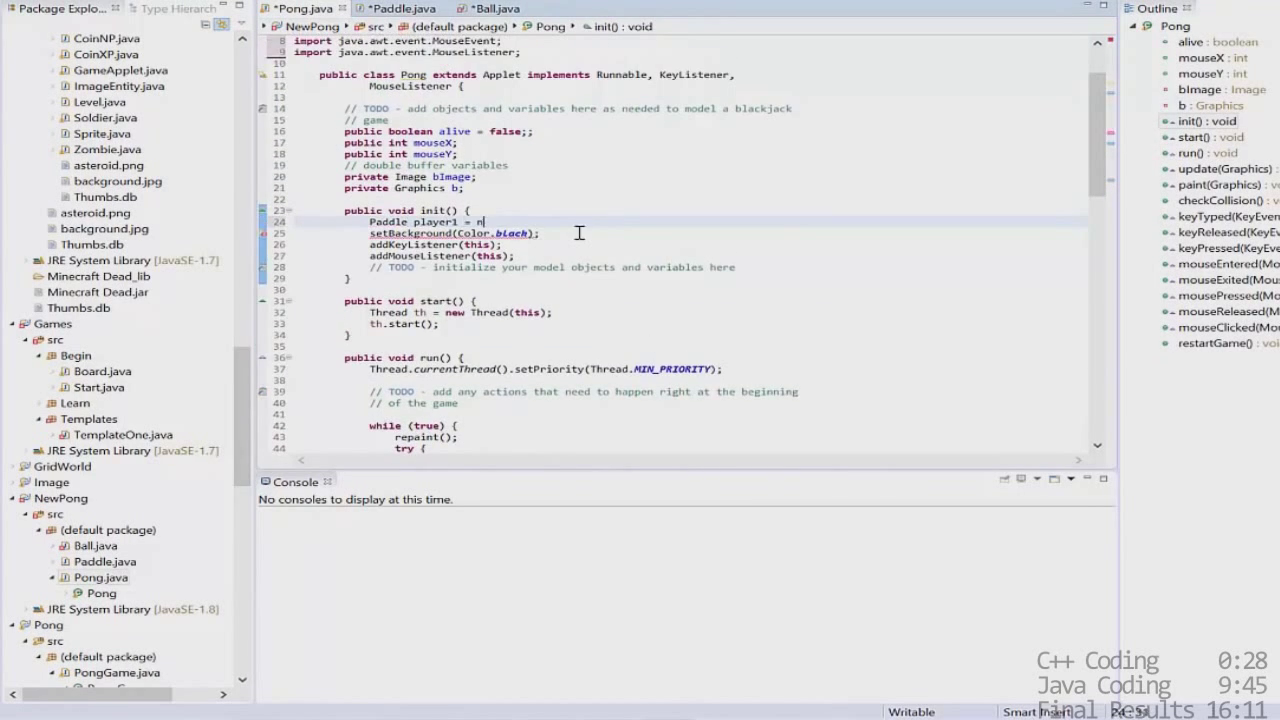 Package Explo...
Type Hierarch
CoinNP.java
CoinXP.java
GameApplet.java
ImageEntity.java
Level.java
Soldier.java
Sprite.java
Zombie.java
asteroid.png
background.jpg
Thumbs.db
asteroid.png
background.jpg
Thumbs.db
JRE System Library [JavaSE-1.7]
Minecraft Dead_lib
Minecraft Dead.jar
Thumbs.db
Games
src
Begin
Board.java
Start.java
Learn
Templates
TemplateOne.java
JRE System Library [JavaSE-1.7]
GridWorld
Image
NewPong
src
(default package)
Ball.java
Paddle.java
Pong.java
Pong
JRE System Library [JavaSE-1.8]
Pong
src
(default package)
PongGame.java
*Pong.java *Paddle.java *Ball.java
NewPong src (default package) Pong init() : void
8 import java.awt.event.MouseEvent;
9 import java.awt.event.MouseListener;
10
11 public class Pong extends Applet implements Runnable, KeyListener,
12 MouseListener {
13
14 // TODO - add objects and variables here as needed to model a blackjack
15 // game
16 public boolean alive = false;;
17 public int mouseX;
18 public int mouseY;
19 // double buffer variables
20 private Image bImage;
21 private Graphics b;
23 public void init() {
24 Paddle player1 = n
25 setBackground(Color.black);
26 addKeyListener(this);
27 addMouseListener(this);
28 // TODO - initialize your model objects and variables here
29 }
30
31 public void start() {
32 Thread th = new Thread(this);
33 th.start();
34 }
35
36 public void run() {
37 Thread.currentThread().setPriority(Thread.MIN_PRIORITY);
38
39 // TODO - add any actions that need to happen right at the beginning
40 // of the game
41
42 while (true) {
43 repaint();
44 try {
Console
No consoles to display at this time.
Outline
Pong
alive : boolean
mouseX : int
mouseY : int
bImage : Image
b : Graphics
init() : void
start() : void
run() : void
update(Graphics)
paint(Graphics) :
checkCollision() :
keyTyped(KeyEve
keyReleased(KeyE
keyPressed(KeyEv
mouseEntered(Mo
mouseExited(Mous
mousePressed(Mo
mouseReleased(M
mouseClicked(Mou
restartGame() : vo
C++ Coding 0:28
Java Coding 9:45
Final Results 16:11
Writable
Smart Insert